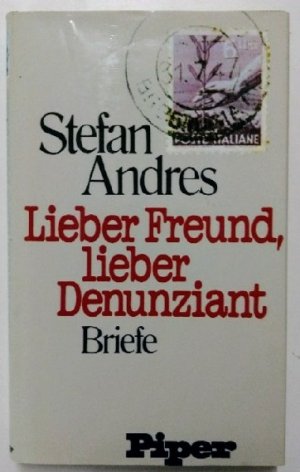 POSTE ITALIANE
Stefan
Andres
Lieber Freund,
lieber
Denunziant
Briefe
Piper